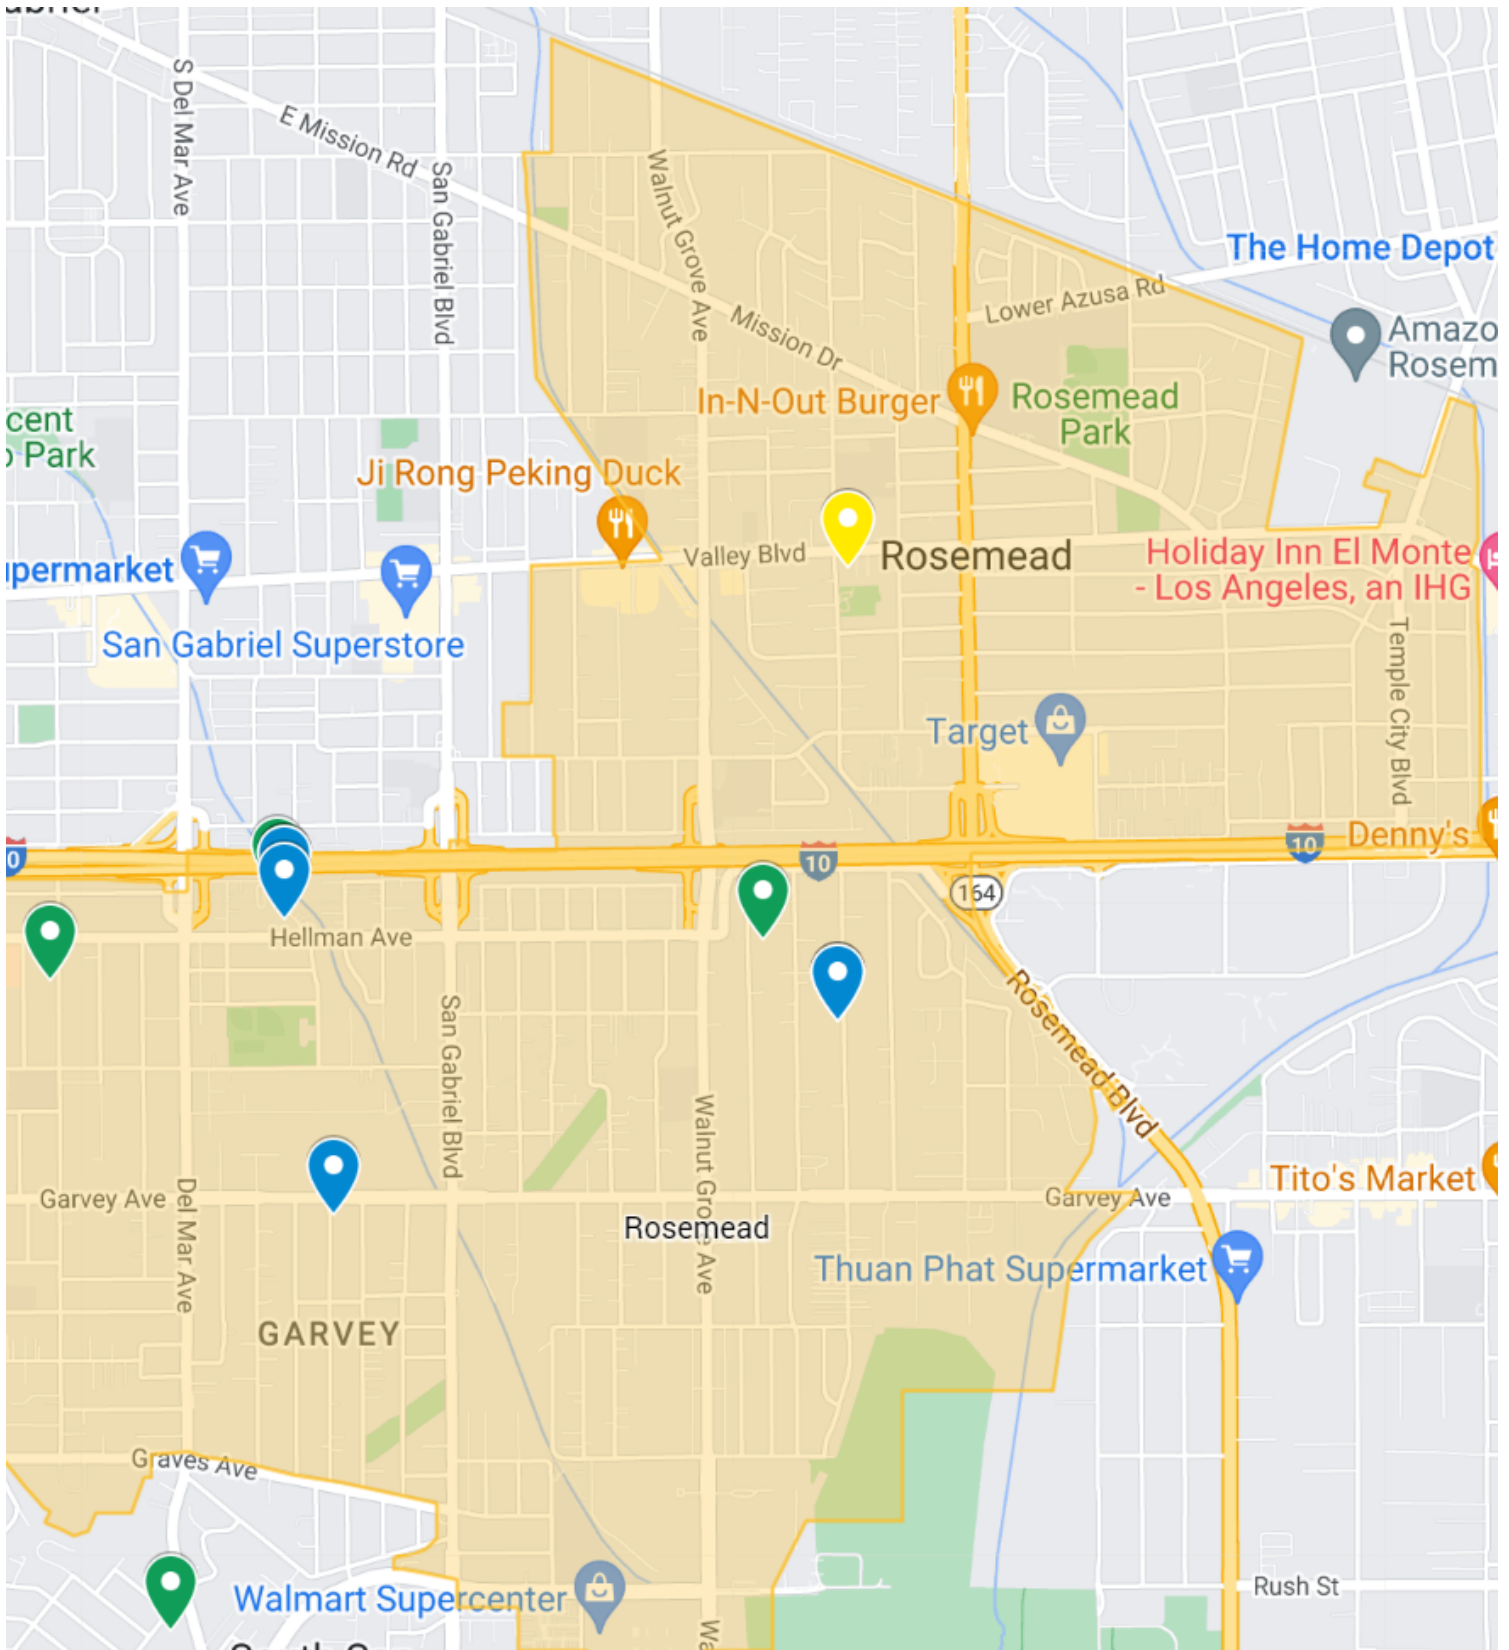 S Del Mar Ave
E Mission Rd
San Gabriel Blvd
Walnut Grove Ave
The Home Depot
Lower Azusa Rd
Mission Dr
Amazo
Rosem
In-N-Out Burger
Rosemead
Park
cent
o Park
Ji Rong Peking Duck
Valley Blvd
Rosemead
Holiday Inn El Monte
- Los Angeles, an IHG
upermarket
San Gabriel Superstore
Temple City Blvd
Target
Denny's
10
10
0
164
Hellman Ave
Rosemead Blvd
San Gabriel Blvd
Walnut Grove Ave
Garvey Ave
Del Mar Ave
Garvey Ave
Tito's Market
Rosemead
Thuan Phat Supermarket
GARVEY
Graves Ave
Walmart Supercenter
Rush St
Wa